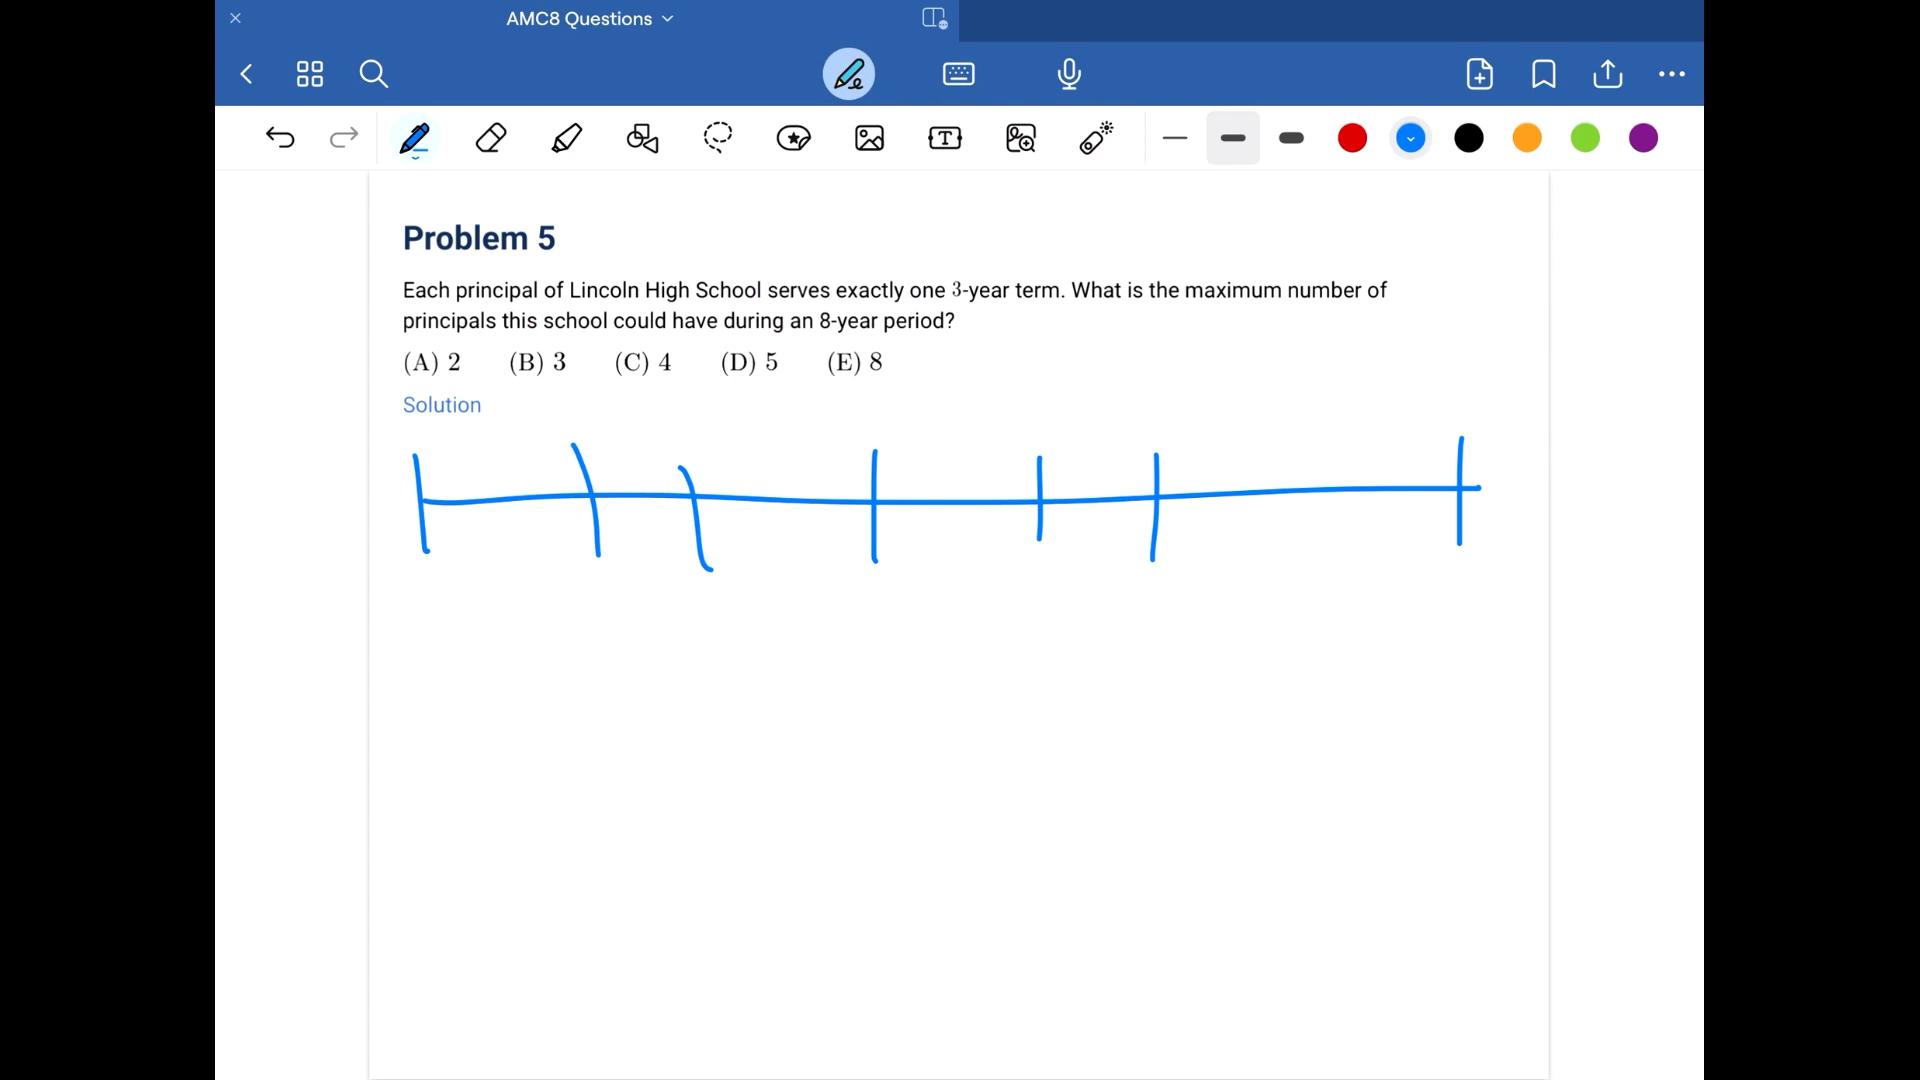 AMC8 Questions
Problem 5
Each principal of Lincoln High School serves exactly one 3-year term. What is the maximum number of
principals this school could have during an 8-year period?
(A) 2 (B) 3 (C) 4 (D) 5 (E) 8
Solution